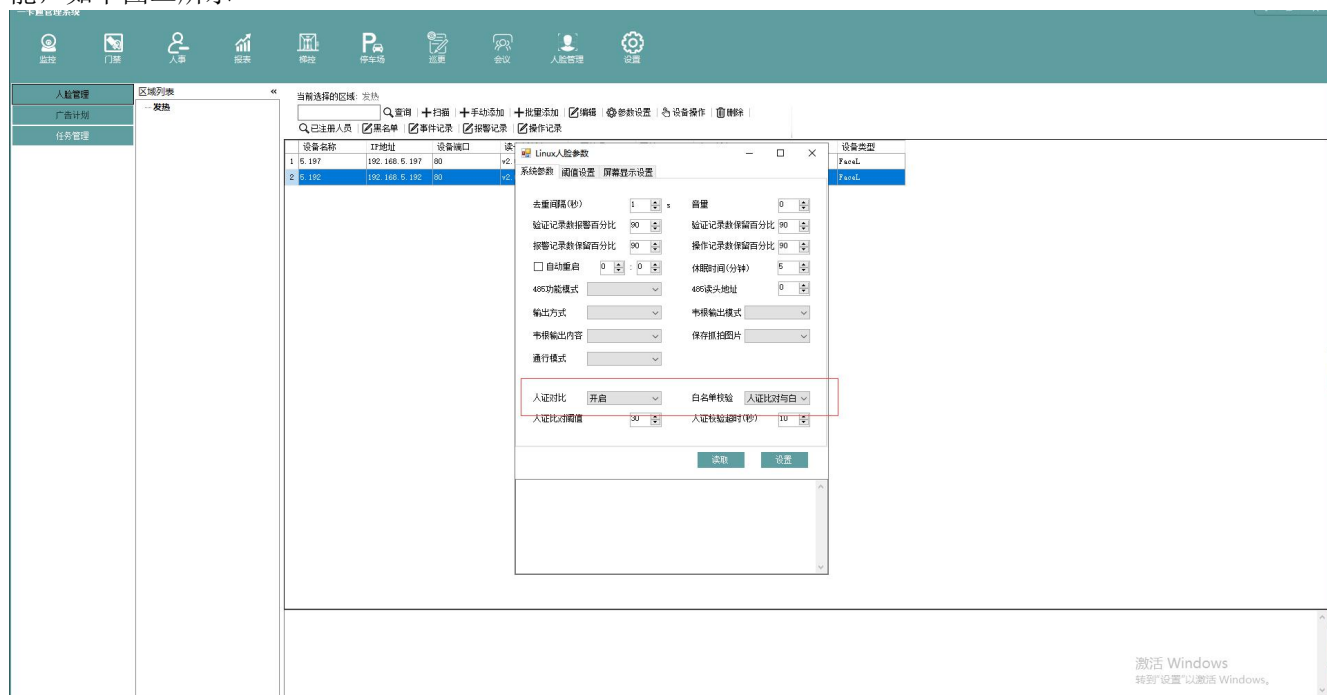 能，如下图二所示
一卡脸管理系统
监控 门禁 人事 报表 梯控 停车场 巡更 会议 人脸管理 设置
人脸管理
广告计划
任务管理
区域列表 «
发热
当前选择的区域: 发热
查询 扫描 手动添加 批量添加 编辑 参数设置 设备操作 删除
已注册人员 黑名单 事件记录 报警记录 操作记录
设备名称 IP地址 设备端口 设备类型
1 5.197 192.168.5.197 80 v2. FaceL
2 5.192 192.168.5.192 80 v2. FaceL
Linux人脸参数
系统参数 阈值设置 屏幕显示设置
去重间隔(秒) 1 s 音量 0
验证记录数报警百分比 90 验证记录数保留百分比 90
报警记录数保留百分比 90 操作记录数保留百分比 90
自动重启 0 : 0 休眠时间(分钟) 5
485功能模式 485读头地址 0
输出方式 韦根输出模式
韦根输出内容 保存抓拍图片
通行模式
人证对比 开启 白名单校验 人证比对与白
人证比对阈值 30 人证校验超时(秒) 10
读取 设置
激活 Windows
转到"设置"以激活 Windows。